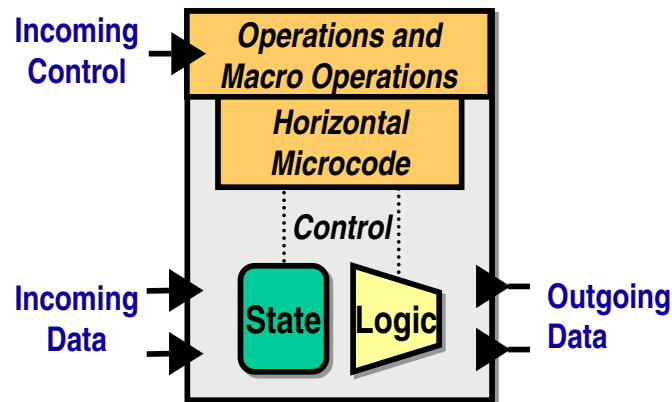 Incoming
Control
Operations and
Macro Operations
Horizontal
Microcode
Control
Incoming
Data
State
Logic
Outgoing
Data